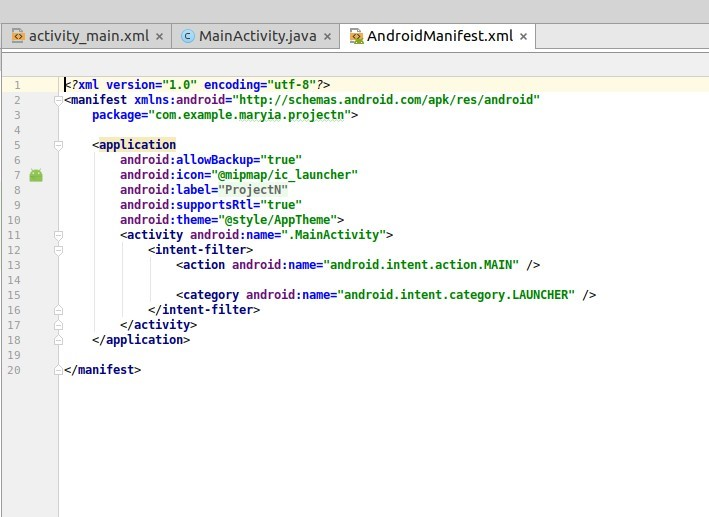 activity_main.xml × MainActivity.java × AndroidManifest.xml ×
1 <?xml version="1.0" encoding="utf-8"?>
2 <manifest xmlns:android="http://schemas.android.com/apk/res/android"
3 package="com.example.maryia.projectn">
4
5 <application
6 android:allowBackup="true"
7 android:icon="@mipmap/ic_launcher"
8 android:label="ProjectN"
9 android:supportsRtl="true"
10 android:theme="@style/AppTheme">
11 <activity android:name=".MainActivity">
12 <intent-filter>
13 <action android:name="android.intent.action.MAIN" />
14
15 <category android:name="android.intent.category.LAUNCHER" />
16 </intent-filter>
17 </activity>
18 </application>
19
20 </manifest>